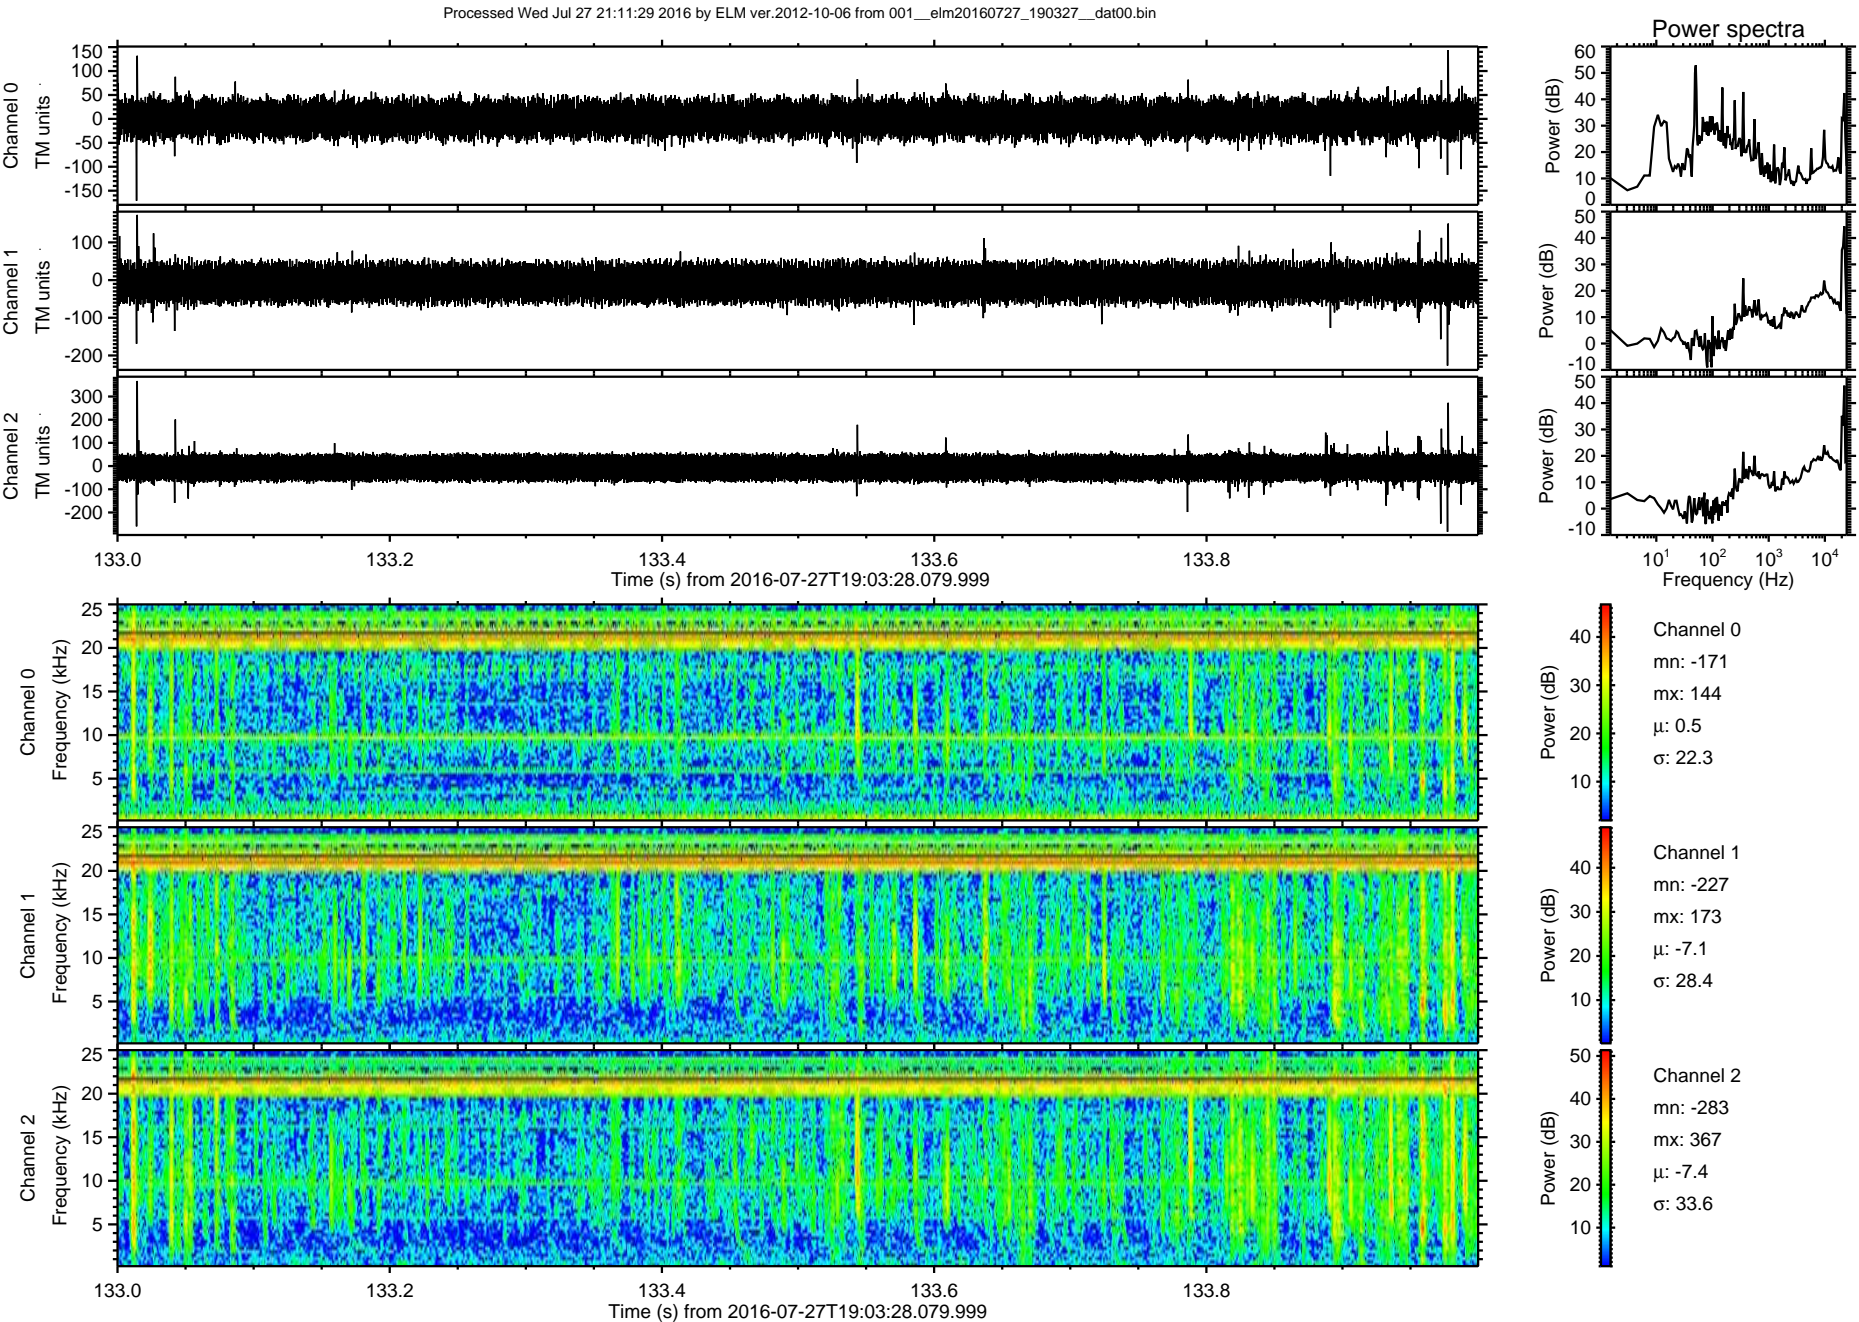 Processed Wed Jul 27 21:11:29 2016 by ELM ver.2012-10-06 from 001__elm20160727_190327__dat00.bin
Power spectra
Channel 0
TM units
150
100
50
0
-50
-100
-150
Power (dB)
60
50
40
30
20
10
0
Channel 1
TM units
100
0
-100
-200
Power (dB)
50
40
30
20
10
0
-10
Channel 2
TM units
300
200
100
0
-100
-200
Power (dB)
50
40
30
20
10
0
-10
133.0 133.2 133.4 133.6 133.8
Time (s) from 2016-07-27T19:03:28.079.999
10¹ 10² 10³ 10⁴
Frequency (Hz)
Channel 0
Frequency (kHz)
25
20
15
10
5
Power (dB)
40
30
20
10
Channel 0
mn: -171
mx: 144
μ: 0.5
σ: 22.3
Channel 1
Frequency (kHz)
25
20
15
10
5
Power (dB)
40
30
20
10
Channel 1
mn: -227
mx: 173
μ: -7.1
σ: 28.4
Channel 2
Frequency (kHz)
25
20
15
10
5
Power (dB)
50
40
30
20
10
Channel 2
mn: -283
mx: 367
μ: -7.4
σ: 33.6
133.0 133.2 133.4 133.6 133.8
Time (s) from 2016-07-27T19:03:28.079.999